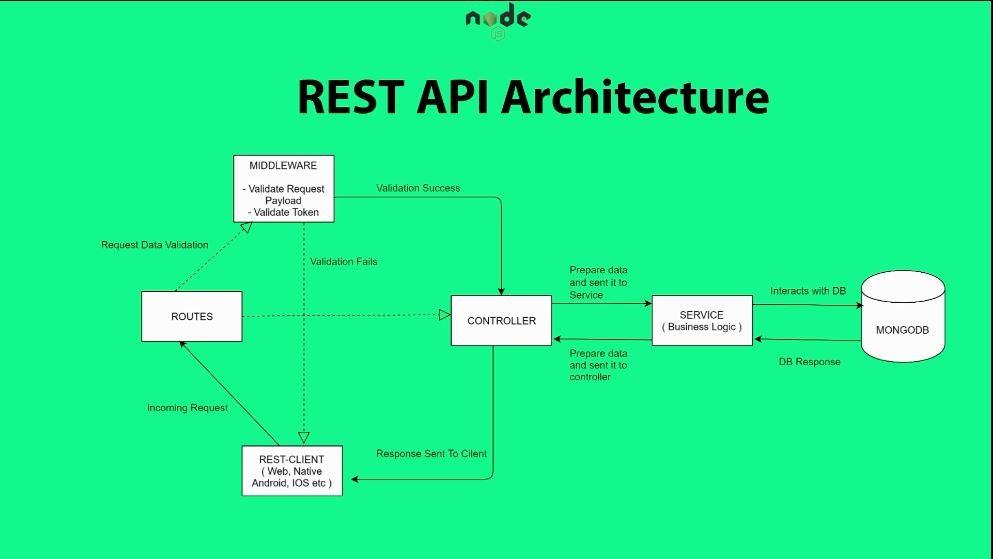 node
JS
REST API Architecture
MIDDLEWARE
- Validate Request
Payload
- Validate Token
Validation Success
Request Data Validation
Validation Fails
Prepare data
and sent it to
Service
Interacts with DB
ROUTES
CONTROLLER
SERVICE
( Business Logic )
MONGODB
Prepare data
and sent it to
controller
DB Response
Incoming Request
Response Sent To Client
REST-CLIENT
( Web, Native
Android, IOS etc )